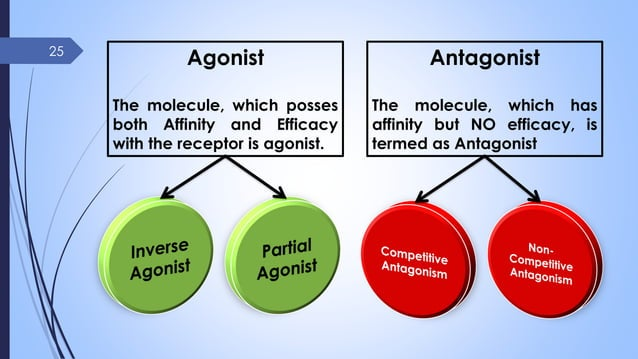 25
Agonist
The molecule, which posses
both Affinity and Efficacy
with the receptor is agonist.
Antagonist
The molecule, which has
affinity but NO efficacy, is
termed as Antagonist
Inverse
Agonist
Partial
Agonist
Competitive
Antagonism
Non-
Competitive
Antagonism